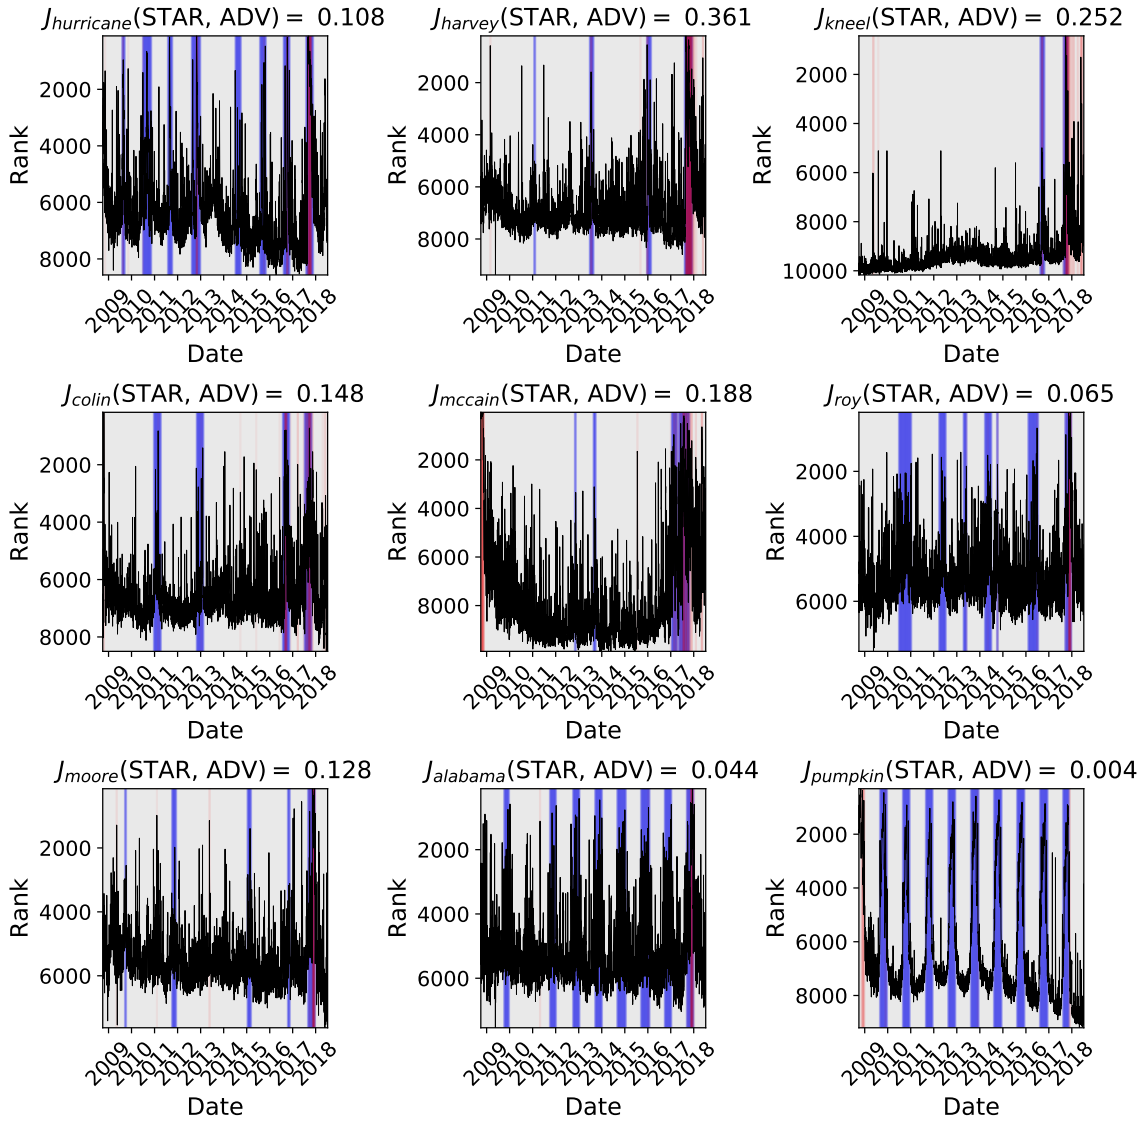 J_hurricane(STAR, ADV) = 0.108
Rank
2000
4000
6000
8000
2009 2010 2011 2012 2013 2014 2015 2016 2017 2018
Date
J_harvey(STAR, ADV) = 0.361
Rank
2000
4000
6000
8000
2009 2010 2011 2012 2013 2014 2015 2016 2017 2018
Date
J_kneel(STAR, ADV) = 0.252
Rank
2000
4000
6000
8000
10000
2009 2010 2011 2012 2013 2014 2015 2016 2017 2018
Date
J_colin(STAR, ADV) = 0.148
Rank
2000
4000
6000
8000
2009 2010 2011 2012 2013 2014 2015 2016 2017 2018
Date
J_mccain(STAR, ADV) = 0.188
Rank
2000
4000
6000
8000
2009 2010 2011 2012 2013 2014 2015 2016 2017 2018
Date
J_roy(STAR, ADV) = 0.065
Rank
2000
4000
6000
2009 2010 2011 2012 2013 2014 2015 2016 2017 2018
Date
J_moore(STAR, ADV) = 0.128
Rank
2000
4000
6000
2009 2010 2011 2012 2013 2014 2015 2016 2017 2018
Date
J_alabama(STAR, ADV) = 0.044
Rank
2000
4000
6000
2009 2010 2011 2012 2013 2014 2015 2016 2017 2018
Date
J_pumpkin(STAR, ADV) = 0.004
Rank
2000
4000
6000
8000
2009 2010 2011 2012 2013 2014 2015 2016 2017 2018
Date